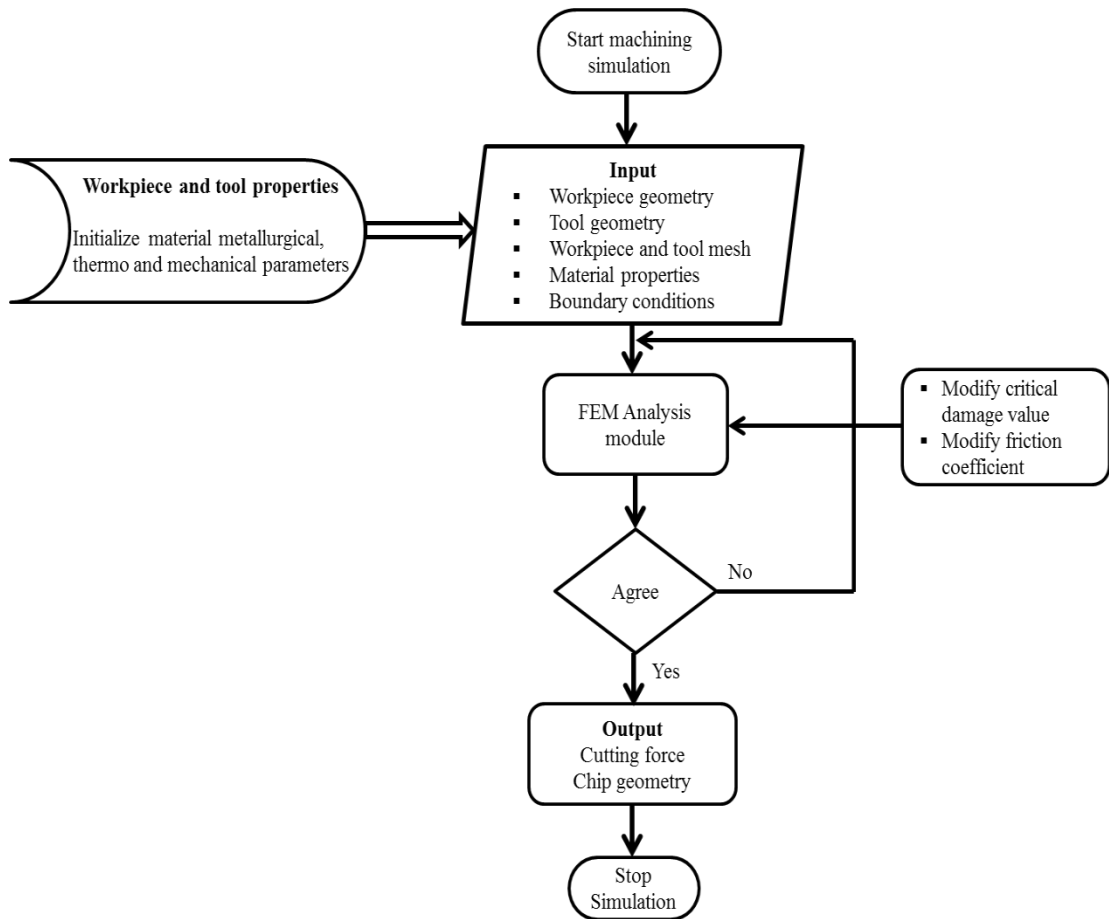 Start machining
simulation
Workpiece and tool properties
Initialize material metallurgical,
thermo and mechanical parameters
Input
▪ Workpiece geometry
▪ Tool geometry
▪ Workpiece and tool mesh
▪ Material properties
▪ Boundary conditions
FEM Analysis
module
▪ Modify critical
damage value
▪ Modify friction
coefficient
Agree
No
Yes
Output
Cutting force
Chip geometry
Stop
Simulation